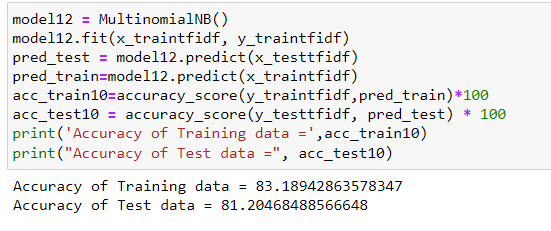 model12 = MultinomialNB()
model12.fit(x_traintfidf, y_traintfidf)
pred_test = model12.predict(x_testtfidf)
pred_train=model12.predict(x_traintfidf)
acc_train10=accuracy_score(y_traintfidf,pred_train)*100
acc_test10 = accuracy_score(y_testtfidf, pred_test) * 100
print('Accuracy of Training data =',acc_train10)
print("Accuracy of Test data =", acc_test10)
Accuracy of Training data = 83.18942863578347
Accuracy of Test data = 81.20468488566648